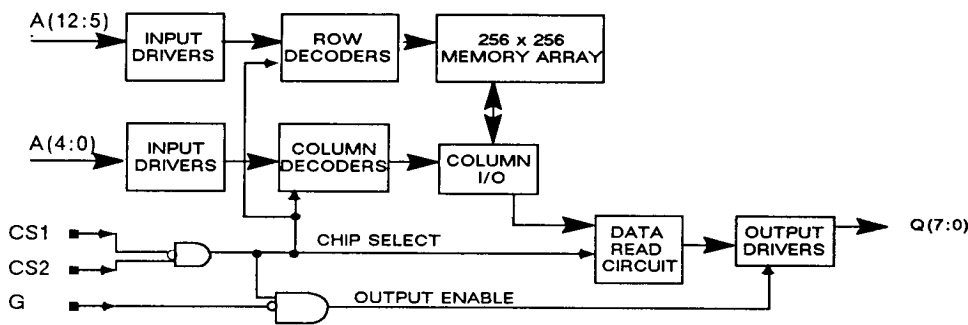 A(12:5)
INPUT
DRIVERS
ROW
DECODERS
256 x 256
MEMORY ARRAY
A(4:0)
INPUT
DRIVERS
COLUMN
DECODERS
COLUMN
I/O
CS1
CS2
G
CHIP SELECT
OUTPUT ENABLE
DATA
READ
CIRCUIT
OUTPUT
DRIVERS
Q(7:0)